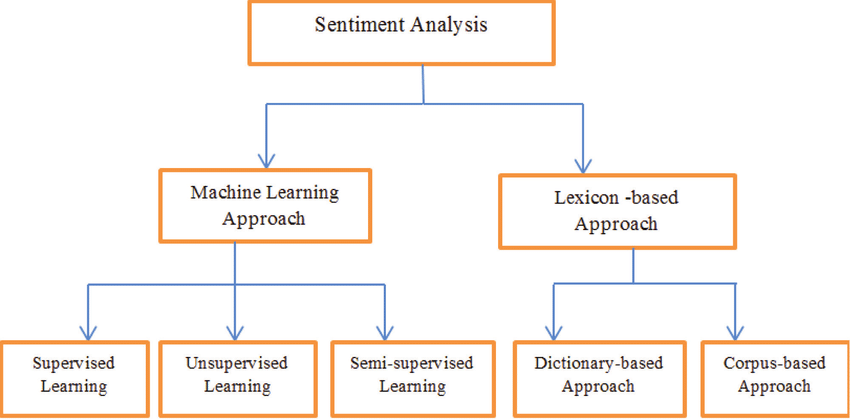 Sentiment Analysis
Machine Learning
Approach
Lexicon -based
Approach
Supervised
Learning
Unsupervised
Learning
Semi-supervised
Learning
Dictionary-based
Approach
Corpus-based
Approach